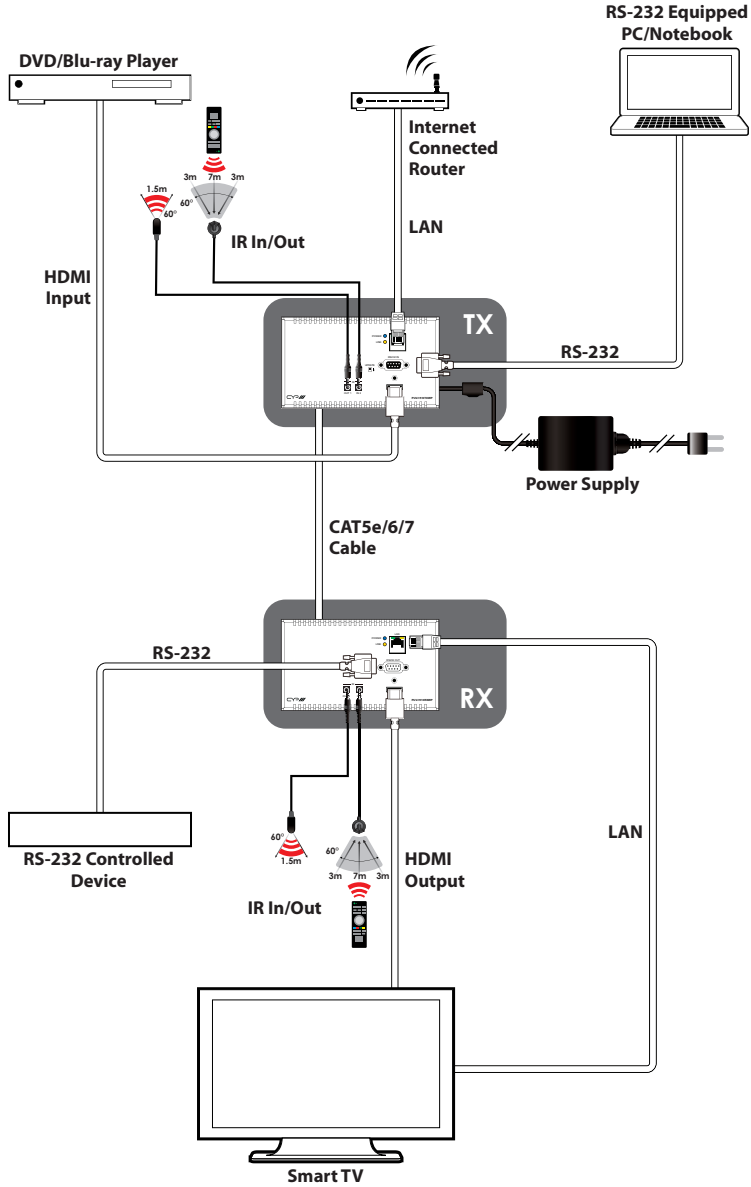 RS-232 Equipped
PC/Notebook
DVD/Blu-ray Player
Internet
Connected
Router
3m 7m 3m
1.5m
60°
60°
IR In/Out
LAN
HDMI
Input
TX
RS-232
CYP
Power Supply
CAT5e/6/7
Cable
RS-232
RX
CYP
60°
1.5m
60°
3m 7m 3m
HDMI
Output
LAN
RS-232 Controlled
Device
IR In/Out
Smart TV